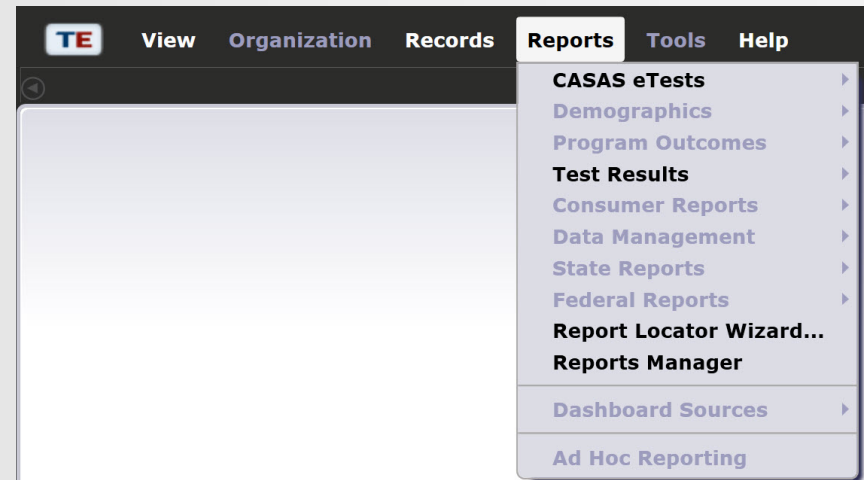 TE View Organization Records Reports Tools Help
CASAS eTests
Demographics
Program Outcomes
Test Results
Consumer Reports
Data Management
State Reports
Federal Reports
Report Locator Wizard...
Reports Manager
Dashboard Sources
Ad Hoc Reporting